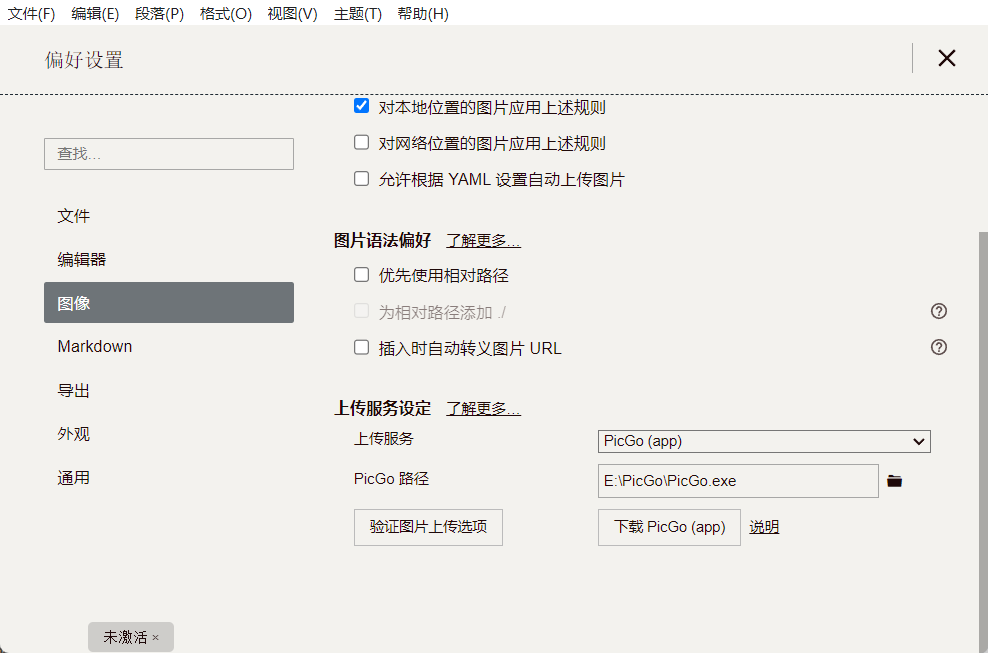 文件(F) 编辑(E) 段落(P) 格式(O) 视图(V) 主题(T) 帮助(H)
偏好设置
查找...
文件
编辑器
图像
Markdown
导出
外观
通用
对本地位置的图片应用上述规则
对网络位置的图片应用上述规则
允许根据 YAML 设置自动上传图片
图片语法偏好 了解更多...
优先使用相对路径
为相对路径添加 ./
插入时自动转义图片 URL
上传服务设定 了解更多...
上传服务 PicGo (app)
PicGo 路径 E:\PicGo\PicGo.exe
验证图片上传选项 下载 PicGo (app) 说明
未激活 ×